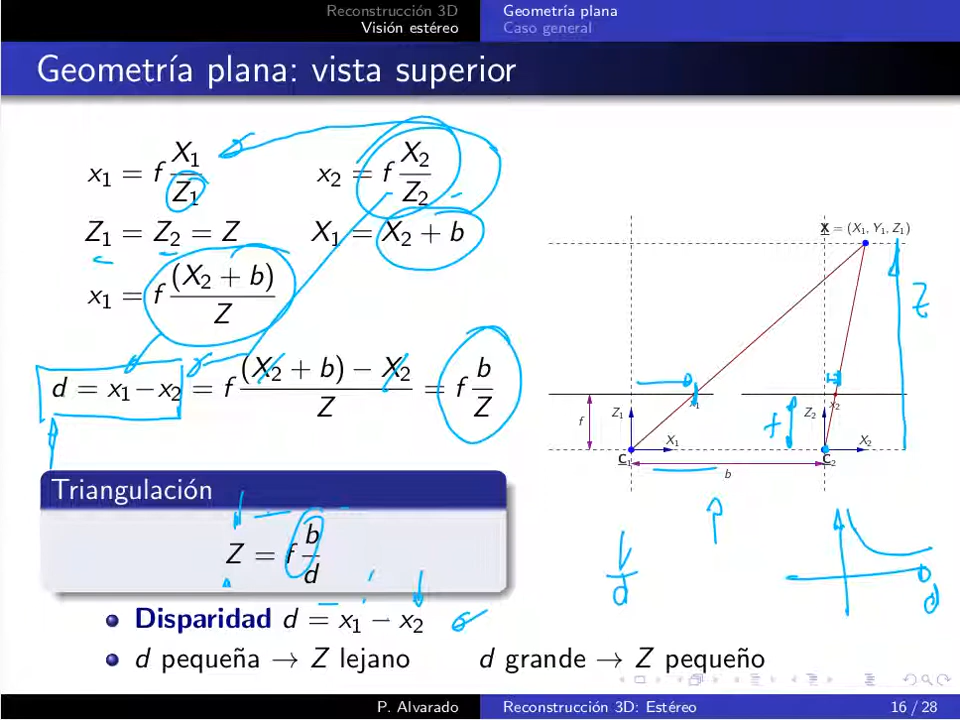 Reconstrucción 3D Geometría plana
Visión estéreo Caso general
Geometría plana: vista superior
x₁ = f X₁/Z₁ x₂ = f X₂/Z₂
Z₁ = Z₂ = Z X₁ = X₂ + b
x₁ = f (X₂ + b)/Z
d = x₁−x₂ = f ((X₂ + b) − X₂)/Z = f b/Z
Triangulación
Z = f b/d
Disparidad d = x₁ − x₂
d pequeña → Z lejano d grande → Z pequeño
X = (X₁, Y₁, Z₁)
Z
f Z₁ x₁ f Z₂ x₂
X₁ X₂
C₁ C₂
b
1/d
d
P. Alvarado Reconstrucción 3D: Estéreo 16 / 28